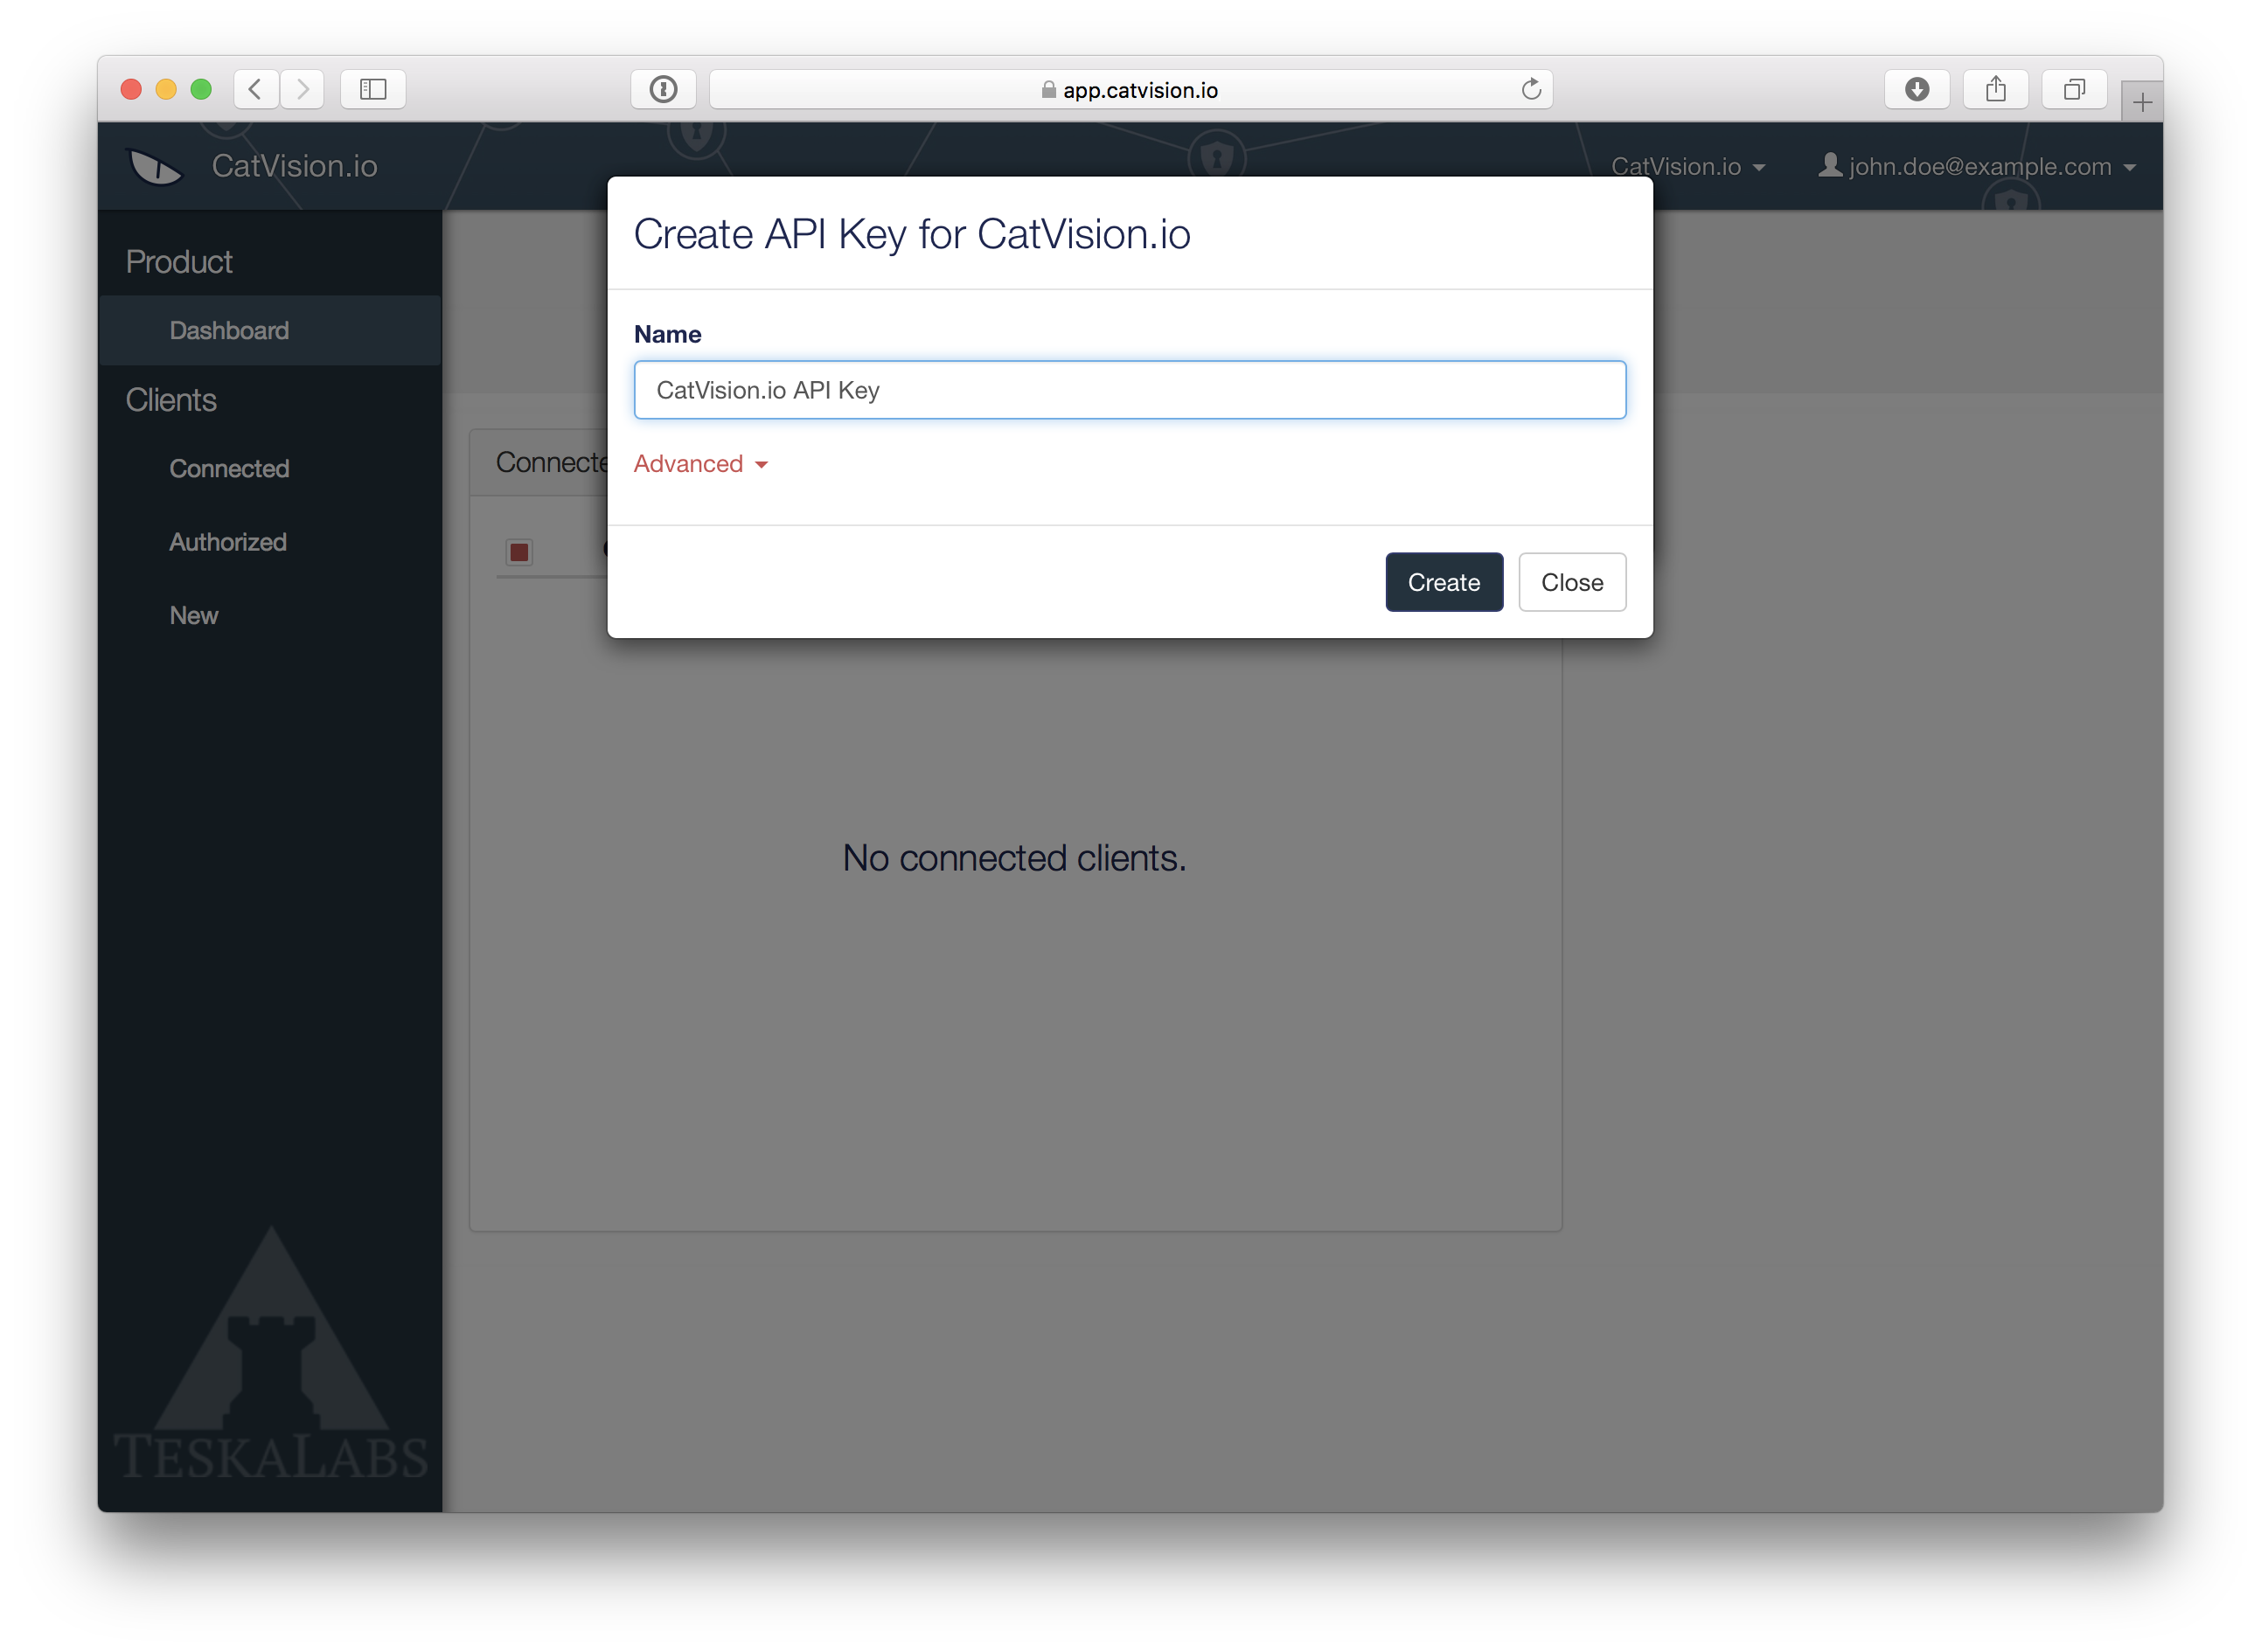 app.catvision.io
CatVision.io
CatVision.io
john.doe@example.com
Product
Dashboard
Clients
Connected
Authorized
New
Create API Key for CatVision.io
Name
CatVision.io API Key
Advanced
Create
Close
No connected clients.
TESKALABS